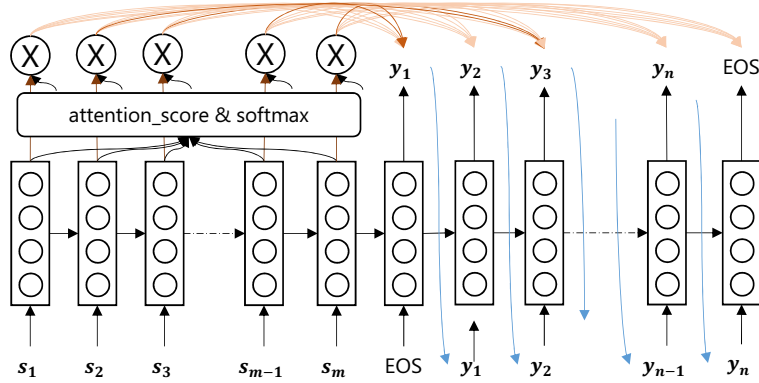 X X X X X
y₁ y₂ y₃ yₙ EOS
attention_score & softmax
s₁ s₂ s₃ sₘ₋₁ sₘ EOS y₁ y₂ yₙ₋₁ yₙ